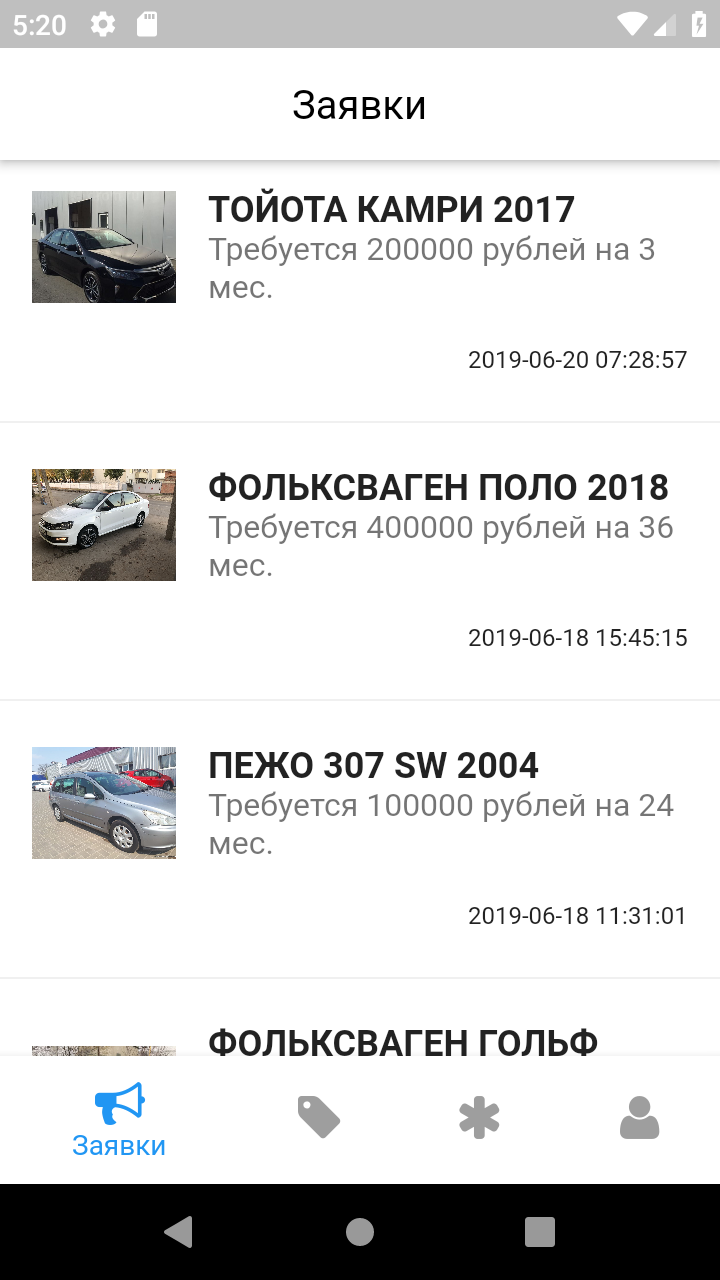 5:20
Заявки
ТОЙОТА КАМРИ 2017
Требуется 200000 рублей на 3
мес.
2019-06-20 07:28:57
ФОЛЬКСВАГЕН ПОЛО 2018
Требуется 400000 рублей на 36
мес.
2019-06-18 15:45:15
ПЕЖО 307 SW 2004
Требуется 100000 рублей на 24
мес.
2019-06-18 11:31:01
ФОЛЬКСВАГЕН ГОЛЬФ
Заявки